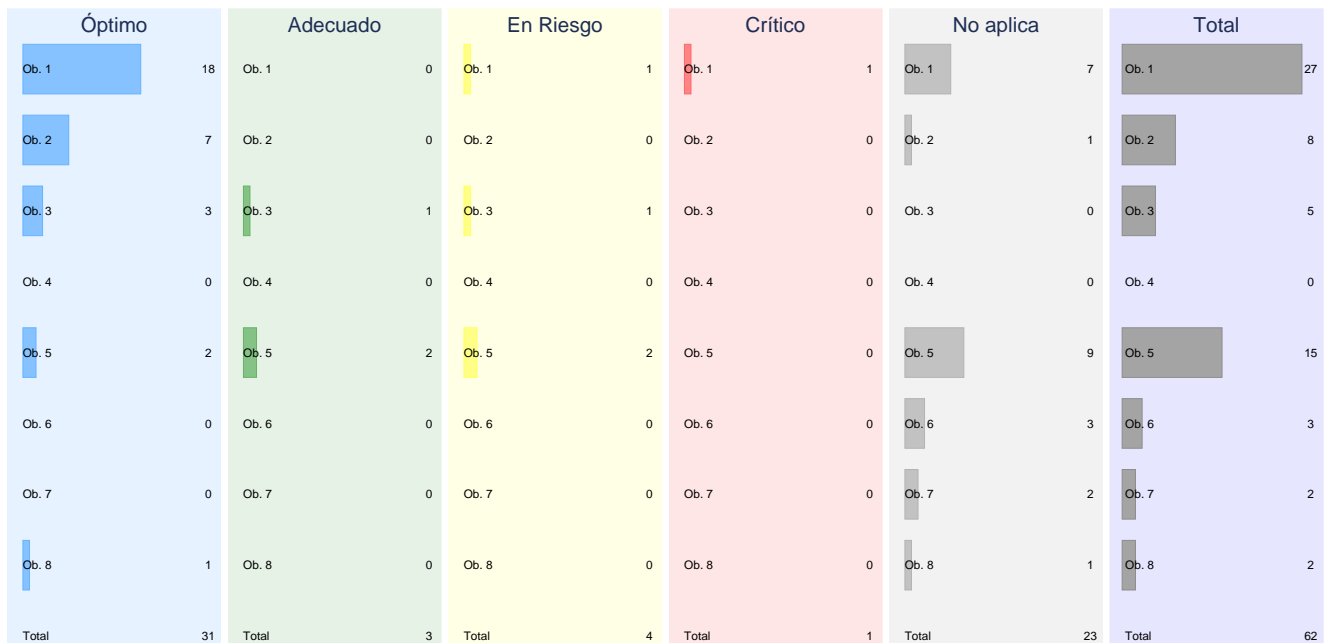 Óptimo Adecuado En Riesgo Crítico No aplica Total
Ob. 1 18 Ob. 1 0 Ob. 1 1 Ob. 1 1 Ob. 1 7 Ob. 1 27
Ob. 2 7 Ob. 2 0 Ob. 2 0 Ob. 2 0 Ob. 2 1 Ob. 2 8
Ob. 3 3 Ob. 3 1 Ob. 3 1 Ob. 3 0 Ob. 3 0 Ob. 3 5
Ob. 4 0 Ob. 4 0 Ob. 4 0 Ob. 4 0 Ob. 4 0 Ob. 4 0
Ob. 5 2 Ob. 5 2 Ob. 5 2 Ob. 5 0 Ob. 5 9 Ob. 5 15
Ob. 6 0 Ob. 6 0 Ob. 6 0 Ob. 6 0 Ob. 6 3 Ob. 6 3
Ob. 7 0 Ob. 7 0 Ob. 7 0 Ob. 7 0 Ob. 7 2 Ob. 7 2
Ob. 8 1 Ob. 8 0 Ob. 8 0 Ob. 8 0 Ob. 8 1 Ob. 8 2
Total 31 Total 3 Total 4 Total 1 Total 23 Total 62